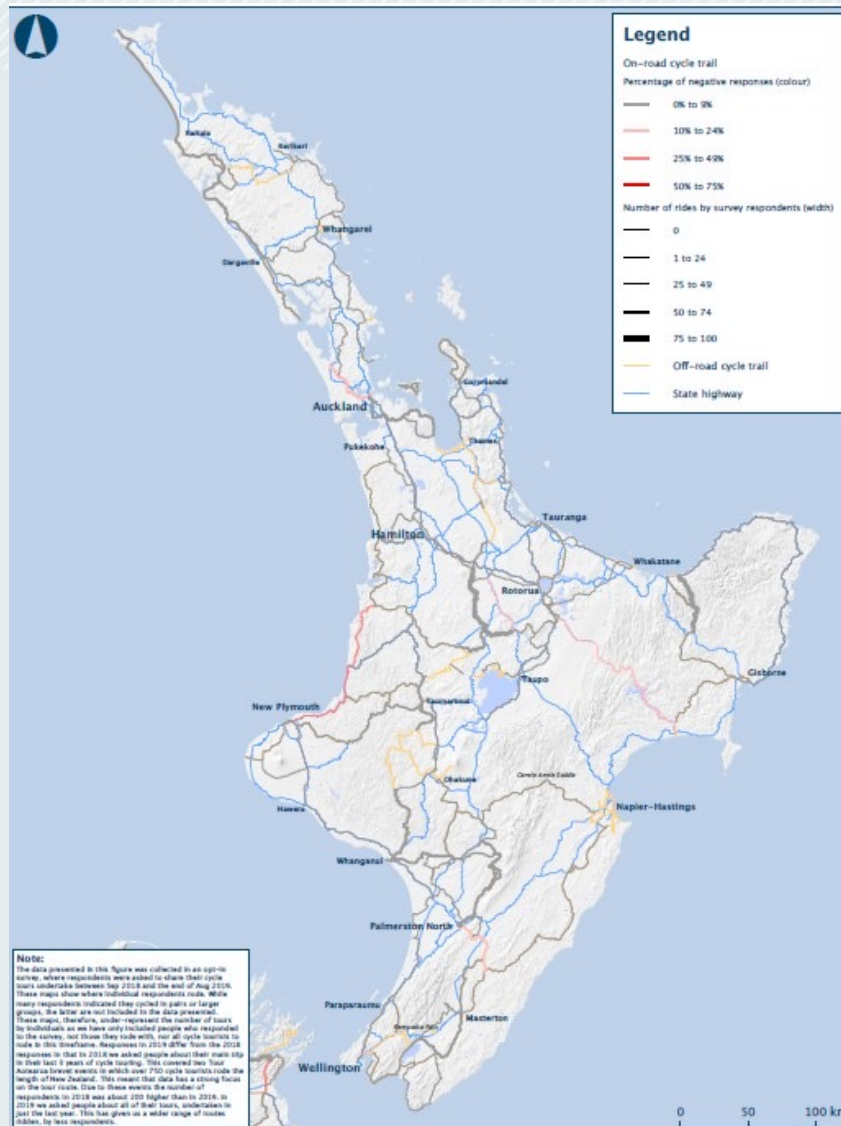 Legend
On-road cycle trail
Percentage of negative responses (colour)
0% to 9%
10% to 24%
25% to 49%
50% to 75%
Number of rides by survey respondents (width)
0
1 to 24
25 to 49
50 to 74
75 to 100
Off-road cycle trail
State highway
Kaitaia
Kerikeri
Whangarei
Dargaville
Coromandel
Auckland
Thames
Pukekohe
Tauranga
Hamilton
Whakatane
Rotorua
Gisborne
Taupo
New Plymouth
Taumarunui
Ohakune
Gentle Annie Saddle
Napier-Hastings
Hawera
Whanganui
Palmerston North
Paraparaumu
Masterton
Remutaka Pass
Wellington
Note:
The data presented in this figure was collected in an opt-in
survey, where respondents were asked to share their cycle
tours undertake between Sep 2018 and the end of Aug 2019.
These maps show where individual respondents rode. While
many respondents indicated they cycled in pairs or larger
groups, the latter are not included in the data presented.
These maps, therefore, under-represent the number of tours
by individuals as we have only included people who responded
to the survey, not those they rode with, nor all cycle tourists to
rode in this timeframe. Responses in 2019 differ from the 2018
responses in that in 2018 we asked people about their main trip
in their last 5 years of cycle touring. This covered two Tour
Aotearoa brevet events in which over 750 cycle tourists rode the
length of New Zealand. This meant that data has a strong focus
on the tour route. Due to these events the number of
respondents in 2018 was about 200 higher than in 2019. In
2019 we asked people about all of their tours, undertaken in
just the last year. This has given us a wider range of routes
ridden, by less respondents.
0 50 100 km